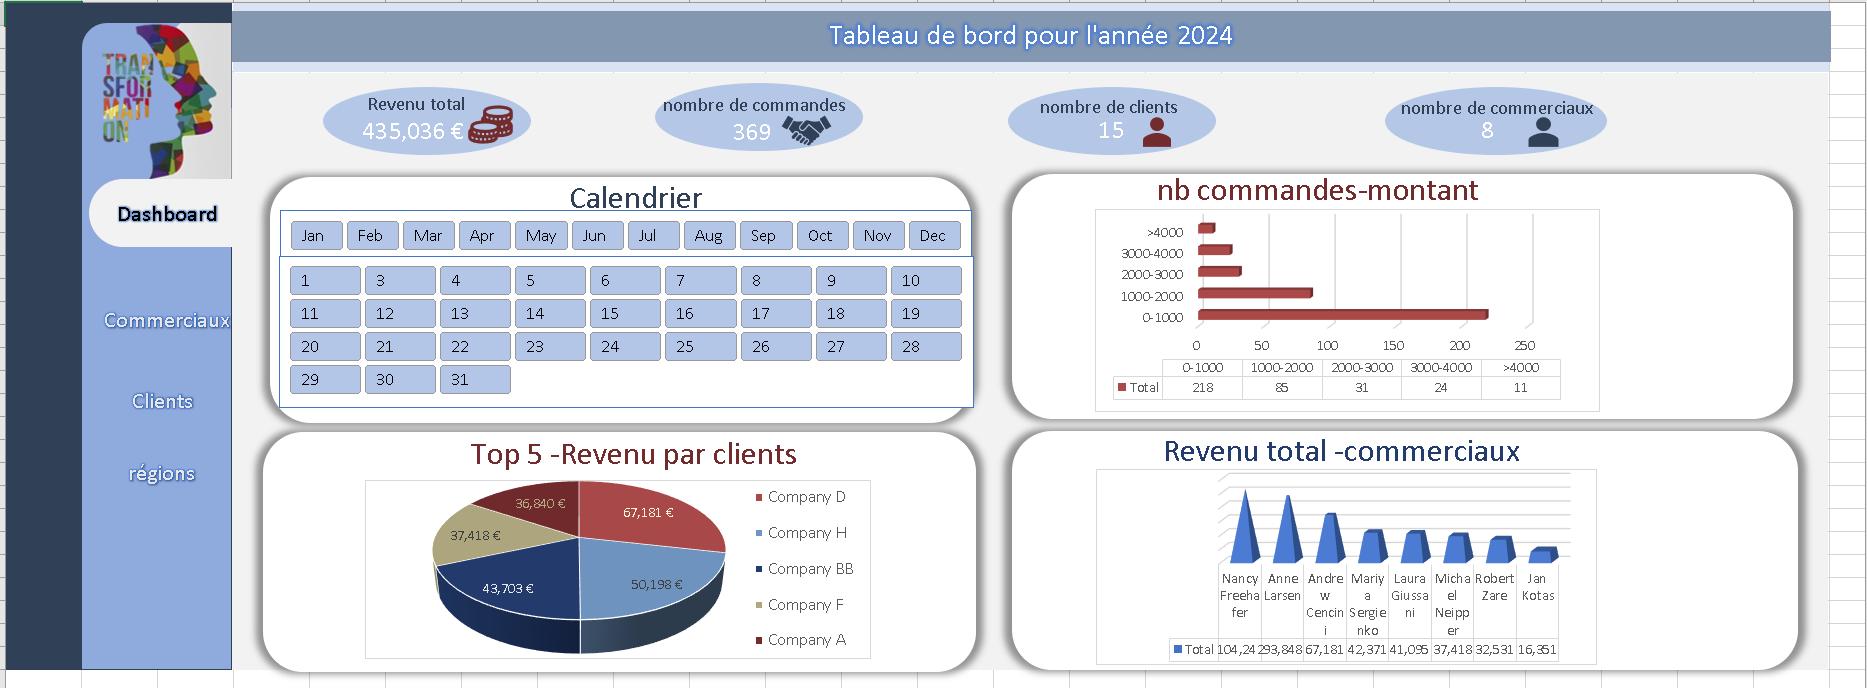 TRAN
SFOR
MATI
ON
Dashboard
Commerciaux
Clients
régions
Tableau de bord pour l'année 2024
Revenu total
435,036 €
nombre de commandes
369
nombre de clients
15
nombre de commerciaux
8
Calendrier
Jan Feb Mar Apr May Jun Jul Aug Sep Oct Nov Dec
1 3 4 5 6 7 8 9 10
11 12 13 14 15 16 17 18 19
20 21 22 23 24 25 26 27 28
29 30 31
nb commandes-montant
>4000
3000-4000
2000-3000
1000-2000
0-1000
0 50 100 150 200 250
0-1000 1000-2000 2000-3000 3000-4000 >4000
Total 218 85 31 24 11
Top 5 -Revenu par clients
36,840 €
67,181 €
37,418 €
50,198 €
43,703 €
Company D
Company H
Company BB
Company F
Company A
Revenu total -commerciaux
Nancy Freehafer
Anne Larsen
Andrew Cencini
Mariya Sergienko
Laura Giussani
Michael Neipper
Robert Zare
Jan Kotas
Total 104,242 93,848 67,181 42,371 41,095 37,418 32,531 16,351